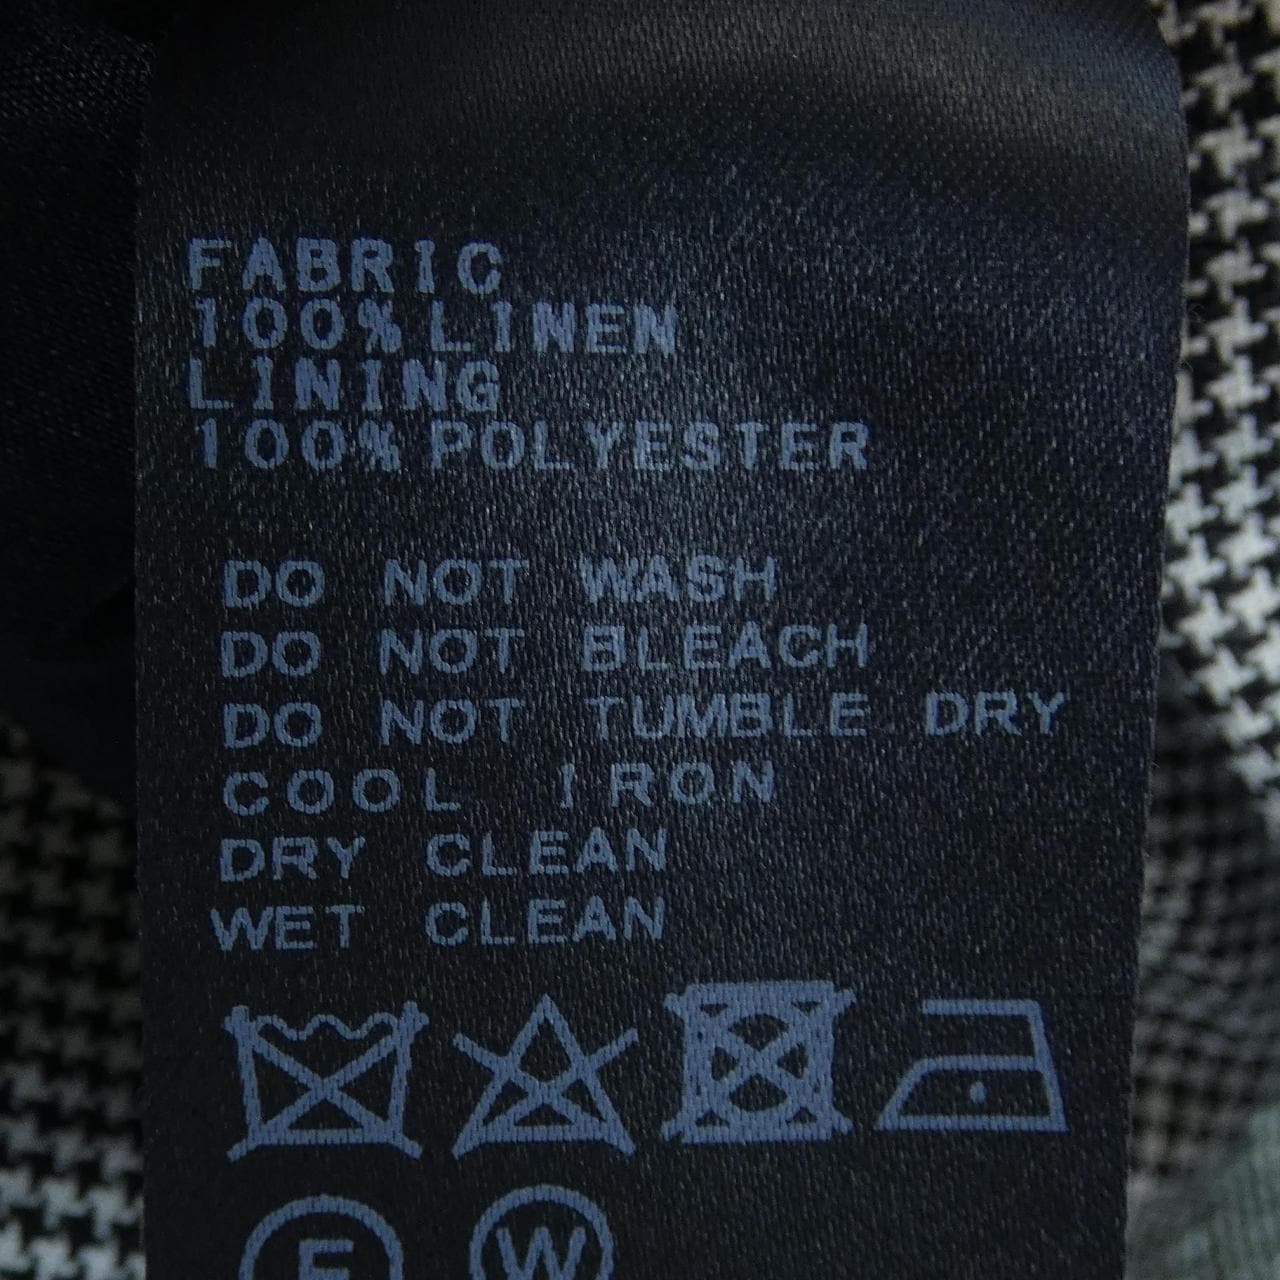 FABRIC
100% LINEN
LINING
100% POLYESTER
DO NOT WASH
DO NOT BLEACH
DO NOT TUMBLE DRY
COOL IRON
DRY CLEAN
WET CLEAN
F W